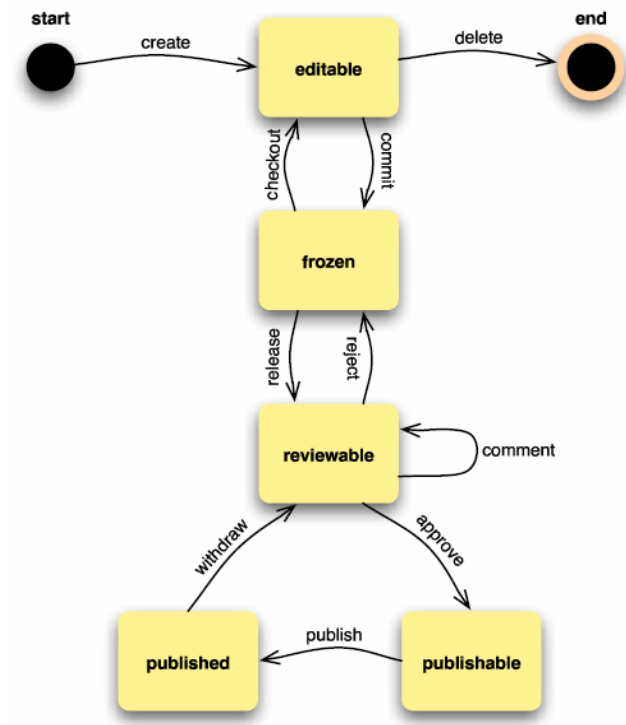 start
end
create
delete
editable
checkout
commit
frozen
release
reject
reviewable
comment
withdraw
approve
publish
published
publishable